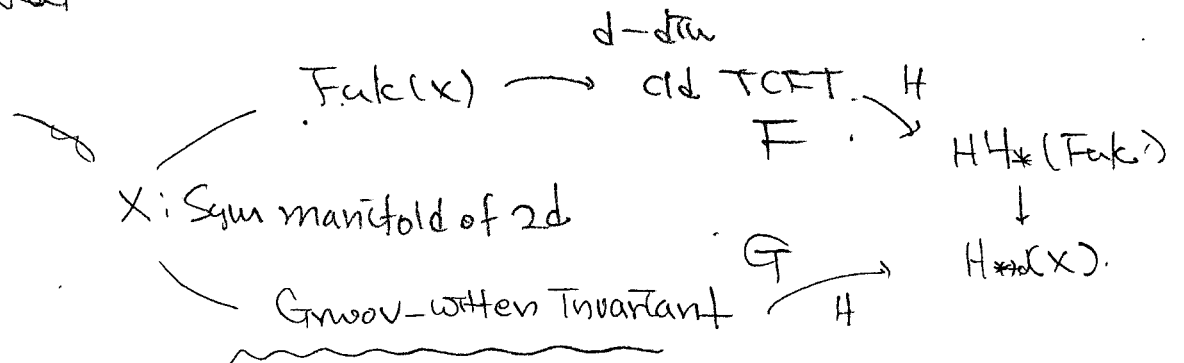 d-dim
Fuk(X) → cld TCFT. H
F
HH*(Fuk)
↓
X: Sym manifold of 2d
G
H*+d(X).
Gromov-Witten Invariant H